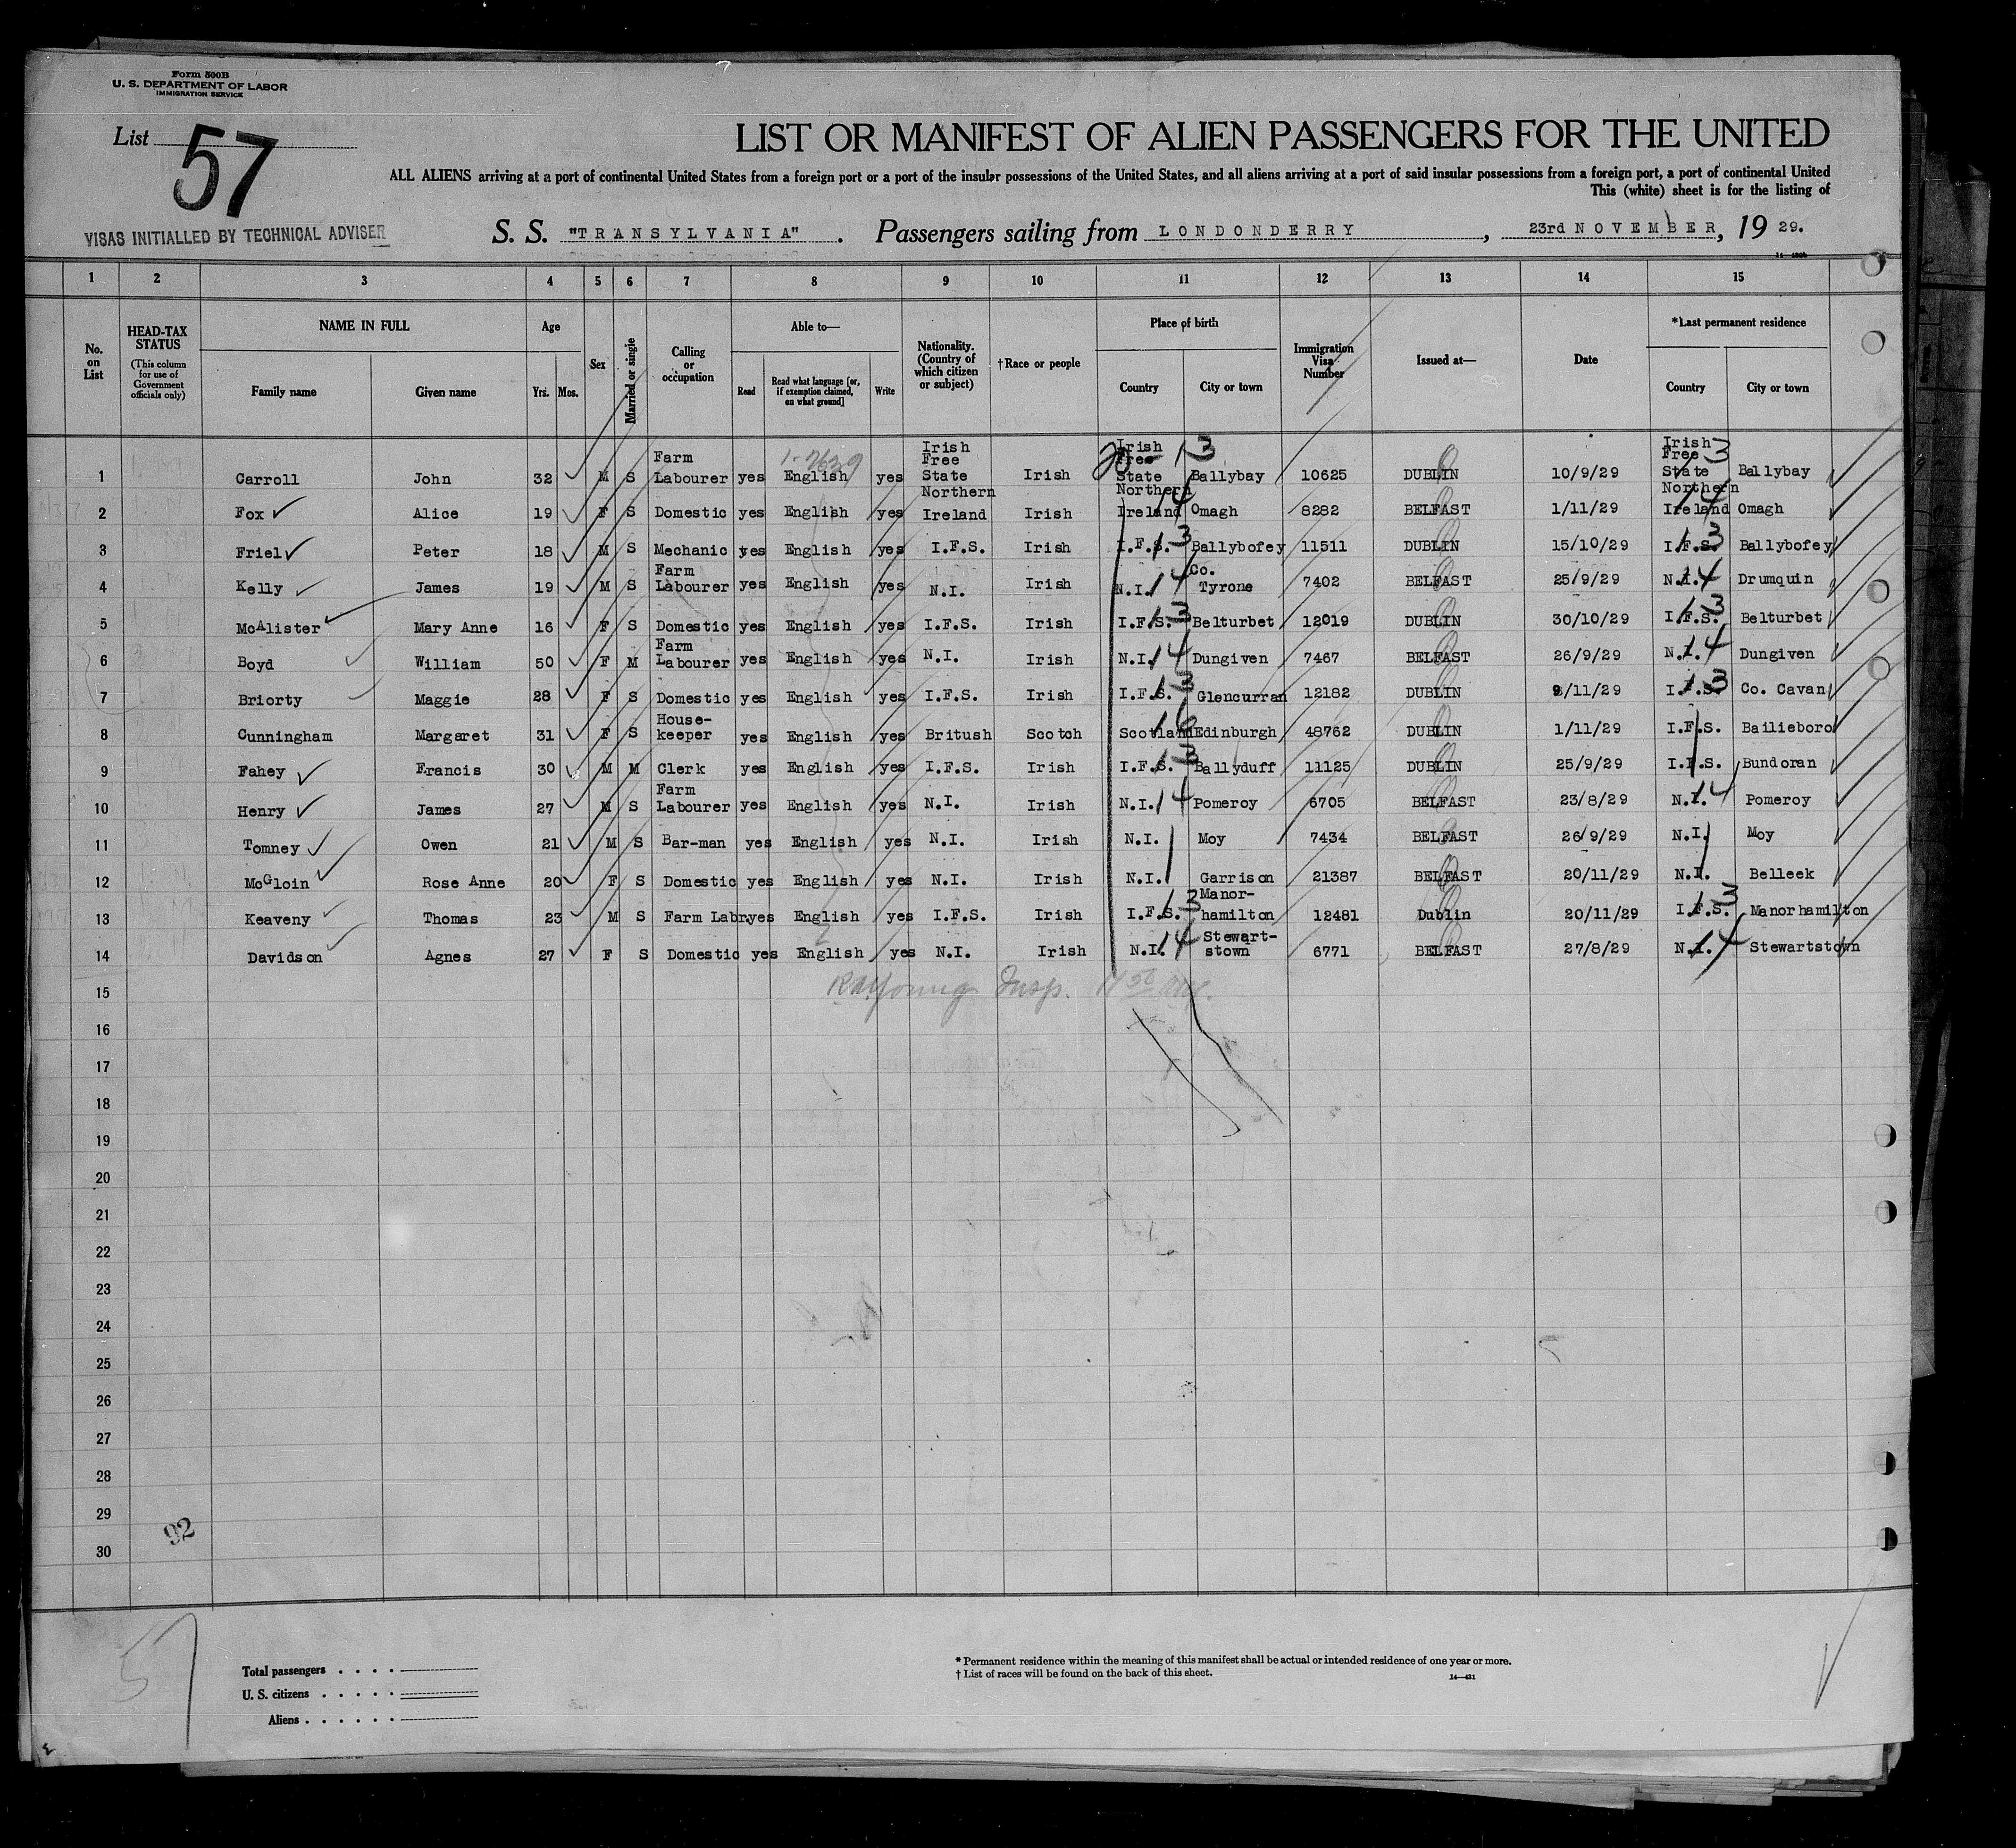 Form 500B
U. S. DEPARTMENT OF LABOR
IMMIGRATION SERVICE
List 57
LIST OR MANIFEST OF ALIEN PASSENGERS FOR THE UNITED
ALL ALIENS arriving at a port of continental United States from a foreign port or a port of the insular possessions of the United States, and all aliens arriving at a port of said insular possessions from a foreign port, a port of continental United
This (white) sheet is for the listing of
VISAS INITIALLED BY TECHNICAL ADVISER
S. S. "TRANSYLVANIA". Passengers sailing from LONDONDERRY, 23rd NOVEMBER, 19 29.
1 2 3 4 5 6 7 8 9 10 11 12 13 14 15
No. on List
HEAD-TAX STATUS
(This column for use of Government officials only)
NAME IN FULL
Family name Given name
Age
Yrs. Mos.
Sex
Married or single
Calling or occupation
Able to—
Read Read what language [or, if exemption claimed, on what ground] Write
Nationality. (Country of which citizen or subject)
†Race or people
Place of birth
Country City or town
Immigration Visa Number
Issued at—
Date
*Last permanent residence
Country City or town
1 Carroll John 32 M S Farm Labourer yes English yes Irish Free State Irish Irish Free State Ballybay 10625 DUBLIN 10/9/29 Irish Free State Ballybay
2 Fox Alice 19 F S Domestic yes English yes Northern Ireland Irish Northern Ireland Omagh 8282 BELFAST 1/11/29 Northern Ireland Omagh
3 Friel Peter 18 M S Mechanic yes English yes I.F.S. Irish I.F.S. Ballybofey 11511 DUBLIN 15/10/29 I.F.S. Ballybofey
4 Kelly James 19 M S Farm Labourer yes English yes N.I. Irish N.I. Co. Tyrone 7402 BELFAST 25/9/29 N.I. Drumquin
5 McAlister Mary Anne 16 F S Domestic yes English yes I.F.S. Irish I.F.S. Belturbet 12019 DUBLIN 30/10/29 I.F.S. Belturbet
6 Boyd William 50 F M Farm Labourer yes English yes N.I. Irish N.I. Dungiven 7467 BELFAST 26/9/29 N.I. Dungiven
7 Briorty Maggie 28 F S Domestic yes English yes I.F.S. Irish I.F.S. Glencurran 12182 DUBLIN /11/29 I.F.S. Co. Cavan
8 Cunningham Margaret 31 F S House-keeper yes English yes Britush Scotch Scotland Edinburgh 48762 DUBLIN 1/11/29 I.F.S. Bailieboro
9 Fahey Francis 30 M M Clerk yes English yes I.F.S. Irish I.F.S. Ballyduff 11125 DUBLIN 25/9/29 I.F.S. Bundoran
10 Henry James 27 M S Farm Labourer yes English yes N.I. Irish N.I. Pomeroy 6705 BELFAST 23/8/29 N.I. Pomeroy
11 Tomney Owen 21 M S Bar-man yes English yes N.I. Irish N.I. Moy 7434 BELFAST 26/9/29 N.I. Moy
12 McGloin Rose Anne 20 F S Domestic yes English yes N.I. Irish N.I. Garrison 21387 BELFAST 20/11/29 N.I. Belleek
13 Keaveny Thomas 23 M S Farm Labr yes English yes I.F.S. Irish I.F.S. Manor-hamilton 12481 Dublin 20/11/29 I.F.S. Manorhamilton
14 Davidson Agnes 27 F S Domestic yes English yes N.I. Irish N.I. Stewart-stown 6771 BELFAST 27/8/29 N.I. Stewartstown
15
16
17
18
19
20
21
22
23
24
25
26
27
28
29
30
92
57
Total passengers
U. S. citizens
Aliens
* Permanent residence within the meaning of this manifest shall be actual or intended residence of one year or more.
† List of races will be found on the back of this sheet.
14—431